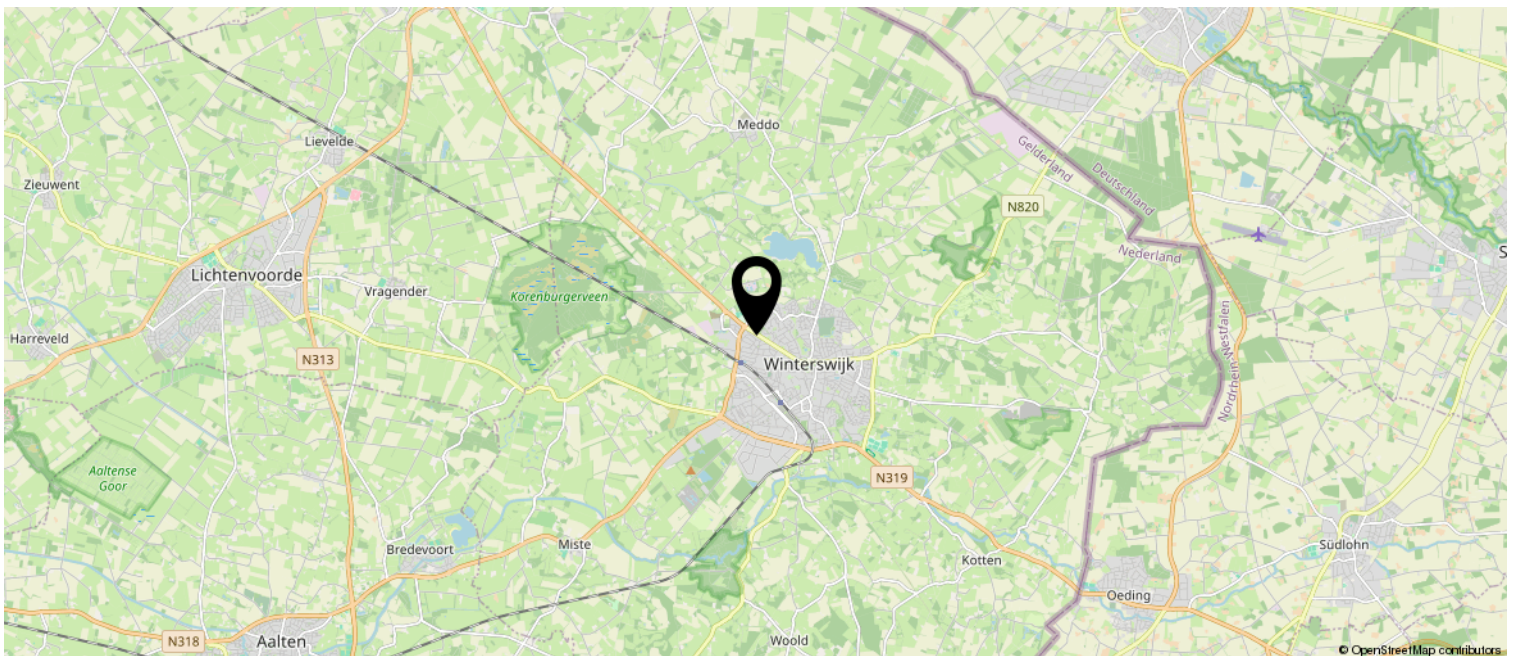 Meddo
Lievelde
Gelderland
Deutschland
Zieuwent
N820
Nederland
Lichtenvoorde
Vragender
Korenburgerveen
S
Harreveld
N313
Winterswijk
Nordrhein-Westfalen
Aaltense
Goor
N319
Bredevoort
Miste
Kotten
Südlohn
Oeding
N318
Aalten
Woold
© OpenStreetMap contributors